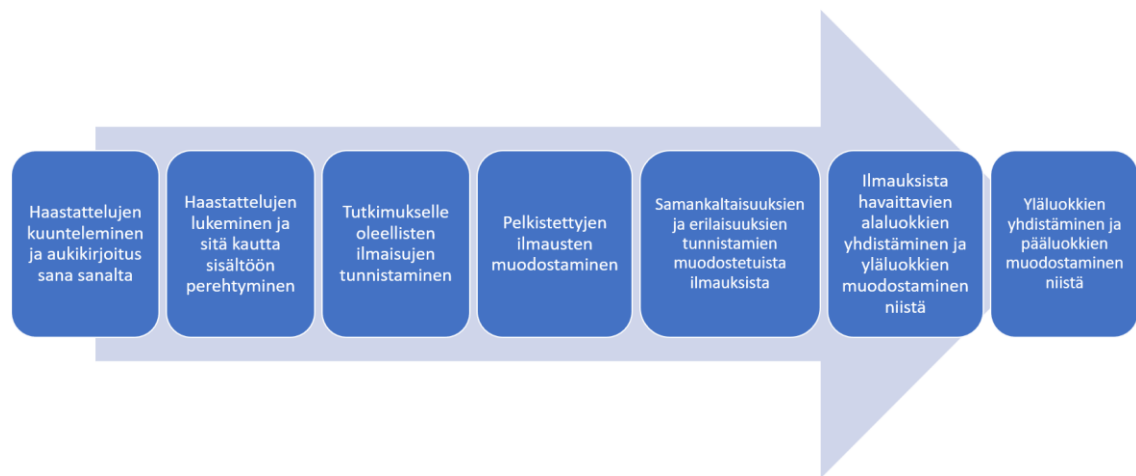 Haastattelujen
kuunteleminen
ja aukikirjoitus
sana sanalta
Haastattelujen
lukeminen ja
sitä kautta
sisältöön
perehtyminen
Tutkimukselle
oleellisten
ilmaisujen
tunnistaminen
Pelkistettyjen
ilmausten
muodostaminen
Samankaltaisuuksien
ja erilaisuuksien
tunnistamien
muodostetuista
ilmauksista
Ilmauksista
havaittavien
alaluokkien
yhdistäminen ja
yläluokkien
muodostaminen
niistä
Yläluokkien
yhdistäminen ja
pääluokkien
muodostaminen
niistä